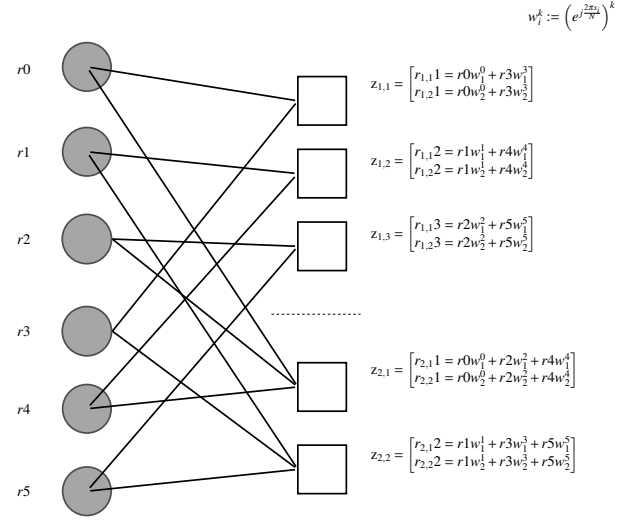 w_i^k := (e^{j\frac{2πs_i}{N}})^k
r0
r1
r2
r3
r4
r5
z_{1,1} = [r_{1,1}1 = r0w_1^0 + r3w_1^3
r_{1,2}1 = r0w_2^0 + r3w_2^3]
z_{1,2} = [r_{1,1}2 = r1w_1^1 + r4w_1^4
r_{1,2}2 = r1w_2^1 + r4w_2^4]
z_{1,3} = [r_{1,1}3 = r2w_1^2 + r5w_1^5
r_{1,2}3 = r2w_2^2 + r5w_2^5]
z_{2,1} = [r_{2,1}1 = r0w_1^0 + r2w_1^2 + r4w_1^4
r_{2,2}1 = r0w_2^0 + r2w_2^2 + r4w_2^4]
z_{2,2} = [r_{2,1}2 = r1w_1^1 + r3w_1^3 + r5w_1^5
r_{2,2}2 = r1w_2^1 + r3w_2^3 + r5w_2^5]